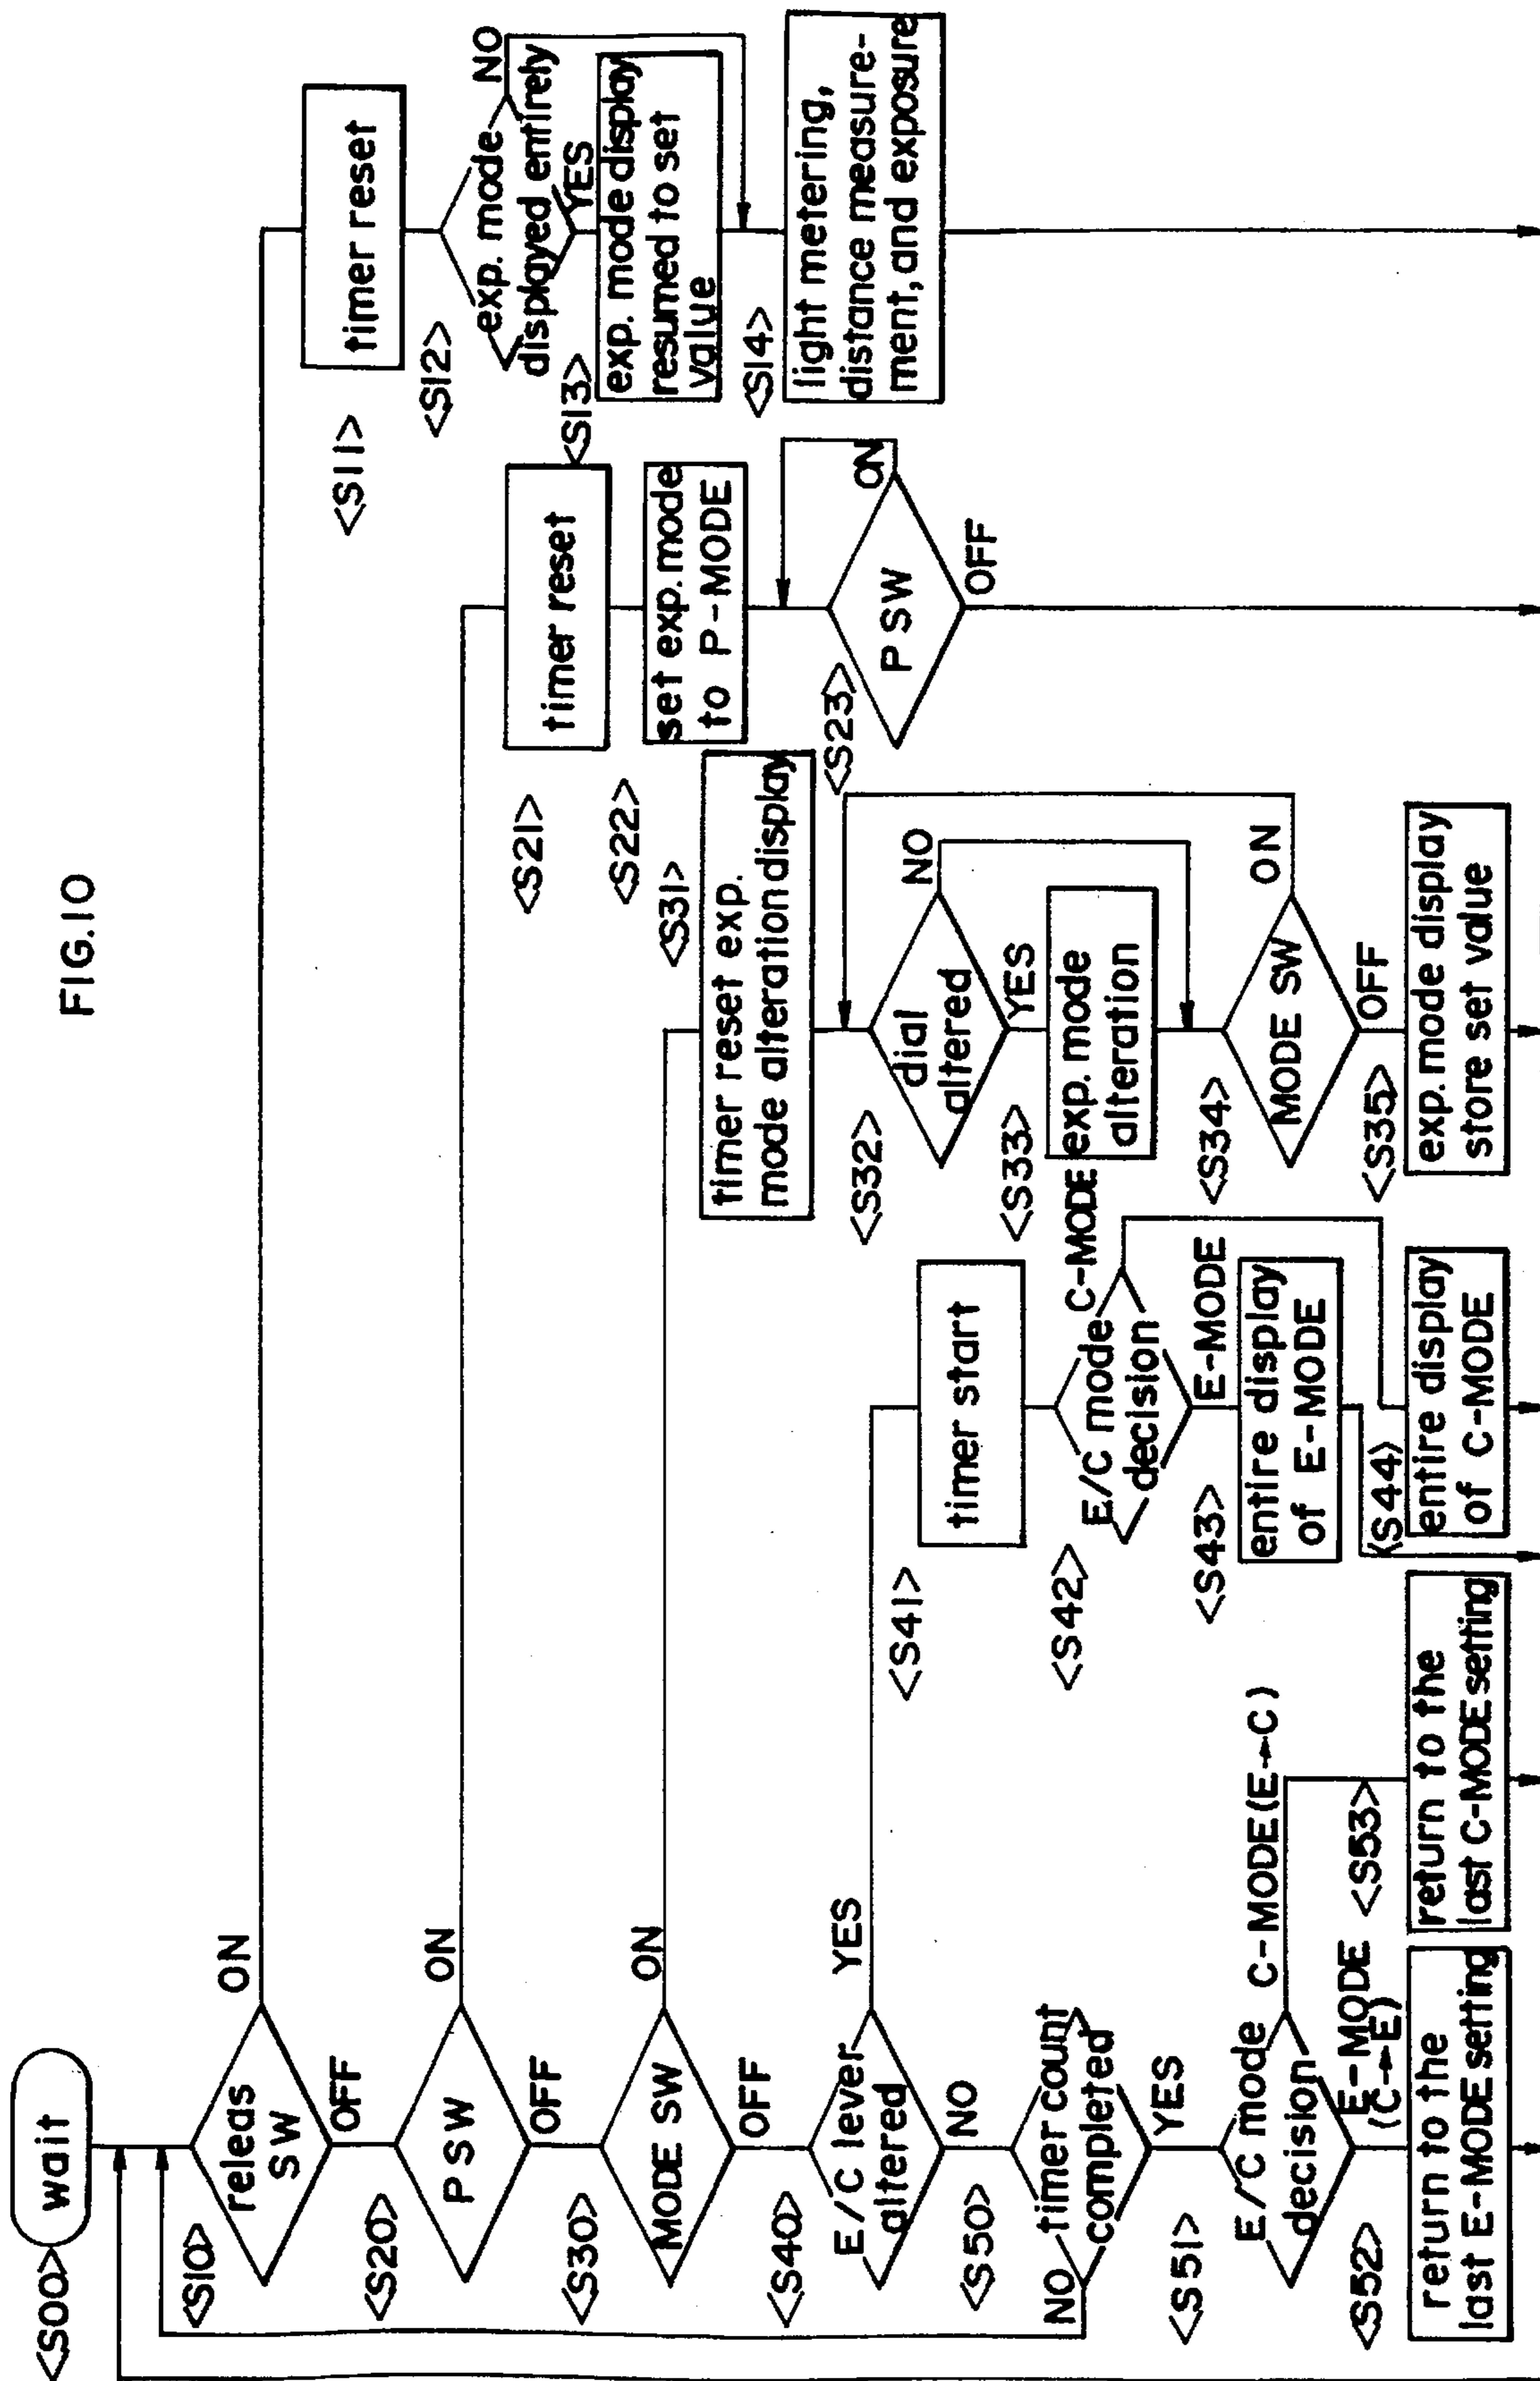 FIG.10
<S00>
wait
<S10>
releas
SW
ON
OFF
<S11>
timer reset
<S12>
exp. mode
displayed entirely
NO
YES
<S13>
exp. mode display
resumed to set
value
<S14>
light metering,
distance measure-
ment, and exposure
<S20>
P SW
ON
OFF
<S21>
timer reset
<S22>
set exp. mode
to P-MODE
<S23>
P SW
ON
OFF
<S30>
MODE SW
ON
OFF
<S31>
timer reset exp.
mode alteration display
<S32>
dial
altered
NO
YES
<S33>
exp. mode
alteration
<S34>
MODE SW
ON
OFF
<S35>
exp. mode display
store set value
<S40>
E/C lever
altered
YES
NO
<S41>
timer start
<S42>
E/C mode
decision
C-MODE
E-MODE
<S43>
entire display
of E-MODE
<S44>
entire display
of C-MODE
<S50>
timer count
completed
NO
YES
<S51>
E/C mode
decision
C-MODE(E→C)
E-MODE
(C→E)
<S52>
return to the
last E-MODE setting
<S53>
return to the
last C-MODE setting